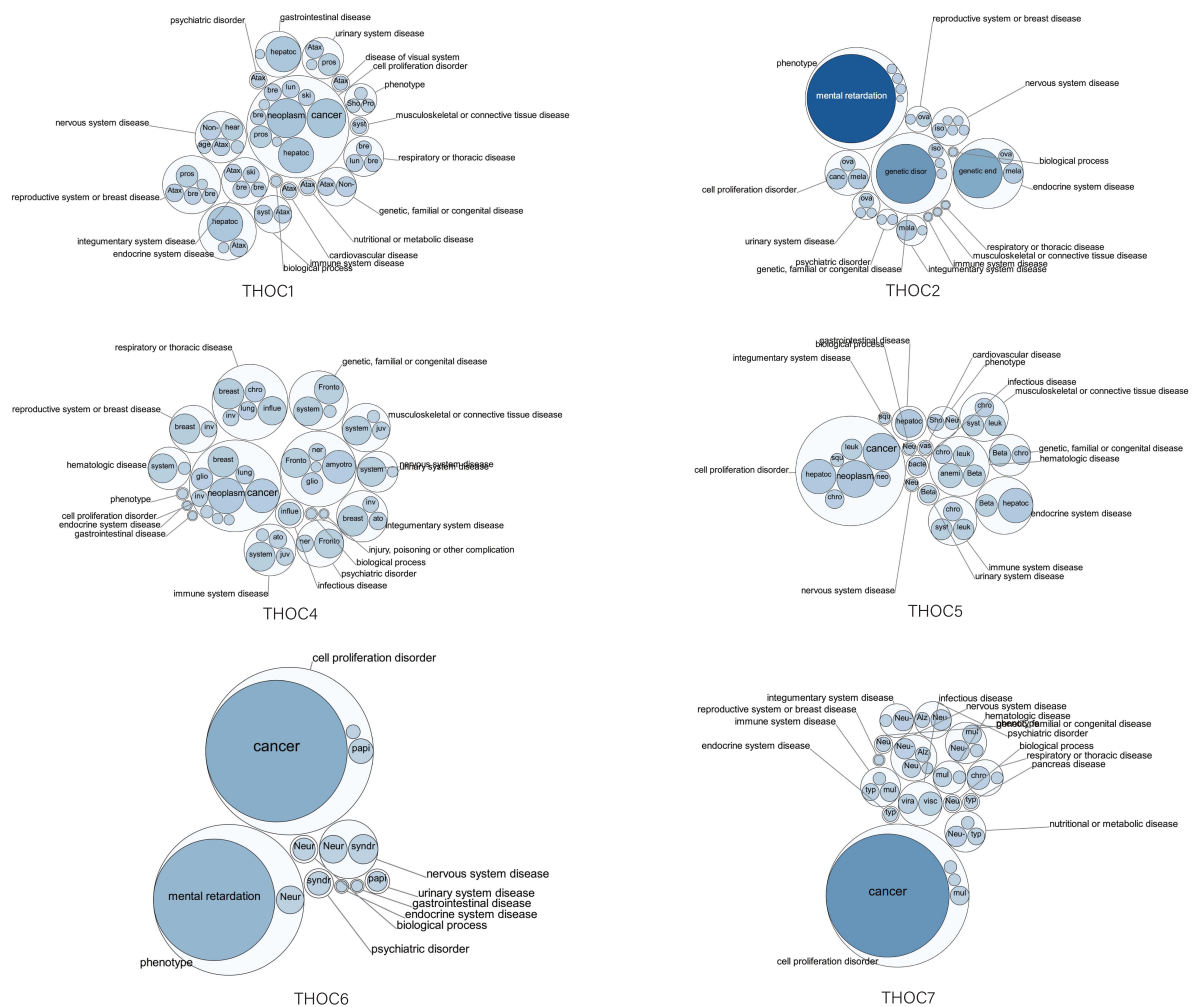 psychiatric disorder
gastrointestinal disease
urinary system disease
Atax
hepatoc
pros
disease of visual system
cell proliferation disorder
Atax
Atax
bre
lun
ski
phenotype
Sho
Pro
neoplasm
cancer
bre
syst
musculoskeletal or connective tissue disease
nervous system disease
Non-
hear
age
Atax
pros
hepatoc
bre
lun
bre
respiratory or thoracic disease
pros
Atax
bre
bre
reproductive system or breast disease
Atax
ski
bre
bre
Atax
Atax
Atax
Non-
genetic, familial or congenital disease
hepatoc
Atax
syst
Atax
integumentary system disease
endocrine system disease
nutritional or metabolic disease
cardiovascular disease
immune system disease
biological process
THOC1
reproductive system or breast disease
phenotype
mental retardation
nervous system disease
ova
iso
iso
biological process
ova
canc
mela
genetic disor
genetic end
ova
mela
endocrine system disease
cell proliferation disorder
ova
mela
urinary system disease
psychiatric disorder
genetic, familial or congenital disease
respiratory or thoracic disease
musculoskeletal or connective tissue disease
immune system disease
integumentary system disease
THOC2
respiratory or thoracic disease
genetic, familial or congenital disease
breast
chro
inv
lung
influe
Fronto
system
reproductive system or breast disease
breast
inv
musculoskeletal or connective tissue disease
system
juv
hematologic disease
system
breast
glio
lung
inv
neoplasm
cancer
Fronto
ner
amyotro
glio
system
nervous system disease
urinary system disease
phenotype
cell proliferation disorder
endocrine system disease
gastrointestinal disease
influe
inv
breast
ato
integumentary system disease
ato
system
juv
ner
Fronto
injury, poisoning or other complication
biological process
psychiatric disorder
infectious disease
immune system disease
THOC4
gastrointestinal disease
biological process
integumentary system disease
cardiovascular disease
phenotype
infectious disease
musculoskeletal or connective tissue disease
squ
hepatoc
Sho
Neu
chro
syst
leuk
leuk
cancer
squ
hepatoc
neoplasm
neo
chro
cell proliferation disorder
Neu
vas
bacte
Neu
Beta
chro
leuk
anemi
Beta
Beta
chro
genetic, familial or congenital disease
hematologic disease
Beta
hepatoc
endocrine system disease
chro
syst
leuk
immune system disease
urinary system disease
nervous system disease
THOC5
cell proliferation disorder
cancer
papi
mental retardation
Neur
Neur
Neur
syndr
syndr
papi
nervous system disease
urinary system disease
gastrointestinal disease
endocrine system disease
biological process
psychiatric disorder
phenotype
THOC6
integumentary system disease
reproductive system or breast disease
immune system disease
endocrine system disease
infectious disease
nervous system disease
hematologic disease
genetic, familial or congenital disease
phenotype
psychiatric disorder
biological process
respiratory or thoracic disease
pancreas disease
Neu-
Alz
Neu-
Neu
Neu-
Alz
Neu
mul
Neu-
mul
chro
typ
mul
typ
vira
visc
Neu
typ
Neu-
typ
nutritional or metabolic disease
cancer
mul
cell proliferation disorder
THOC7